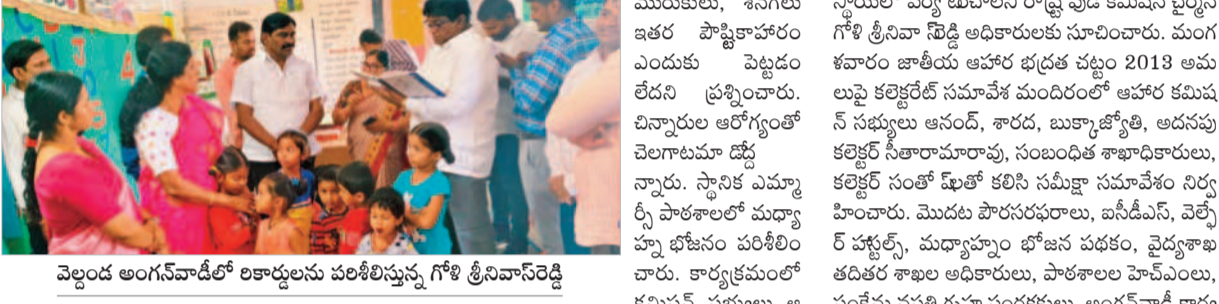 వెల్దండ అంగన్‌వాడీలో రికార్డులను పరిశీలిస్తున్న గోళి శ్రీనివాస్‌రెడ్డి
ఇతర పౌష్టికాహారం
ఎందుకు పెట్టడం
లేదని ప్రశ్నించారు.
చిన్నారుల ఆరోగ్యంతో
చెలగాటమా
న్నారు. స్థానిక ఎమ్మా
ర్సీ పాఠశాలలో మధ్యా
హ్న భోజనం పరిశీలిం
చారు. కార్యక్రమంలో
గోళి శ్రీనివాస్‌రెడ్డి అధికారులకు సూచించారు. మంగ
ళవారం జాతీయ ఆహార భద్రత చట్టం 2013 అమ
లుపై కలెక్టరేట్ సమావేశ మందిరంలో ఆహార కమిష
న్ సభ్యులు ఆనంద్, శారద, బుక్కాజ్యోతి, అదనపు
కలెక్టర్ సీతారామారావు, సంబంధిత శాఖాధికారులు,
కలెక్టర్ సంతోష్‌తో కలిసి సమీక్షా సమావేశం నిర్వ
హించారు. మొదట పౌరసరఫరాలు, ఐసీడీఎస్, వెల్ఫే
ర్ హాస్టల్స్, మధ్యాహ్నం భోజన పథకం, వైద్యశాఖ
తదితర శాఖల అధికారులు, పాఠశాలల హెచ్ఎంలు,